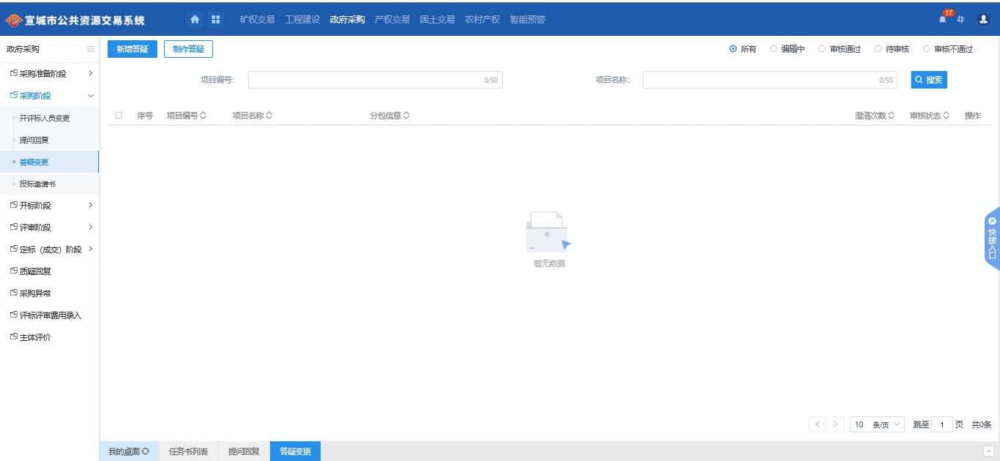 宣城市公共资源交易系统 矿权交易 工程建设 政府采购 产权交易 国土交易 农村产权 智能预警 17
政府采购
采购准备阶段
采购阶段
开评标人员变更
提问回复
答疑变更
投标邀请书
开标阶段
评审阶段
定标（成交）阶段
质疑回复
采购异常
评标评审费用录入
主体评价
新增答疑 制作答疑 所有 编辑中 审核通过 待审核 审核不通过
项目编号: 0/50 项目名称: 0/50 搜索
序号 项目编号 项目名称 分包信息 澄清次数 审核状态 操作
暂无数据
快捷入口
10 条/页 跳至 1 页 共0条
我的桌面 任务书列表 提问回复 答疑变更